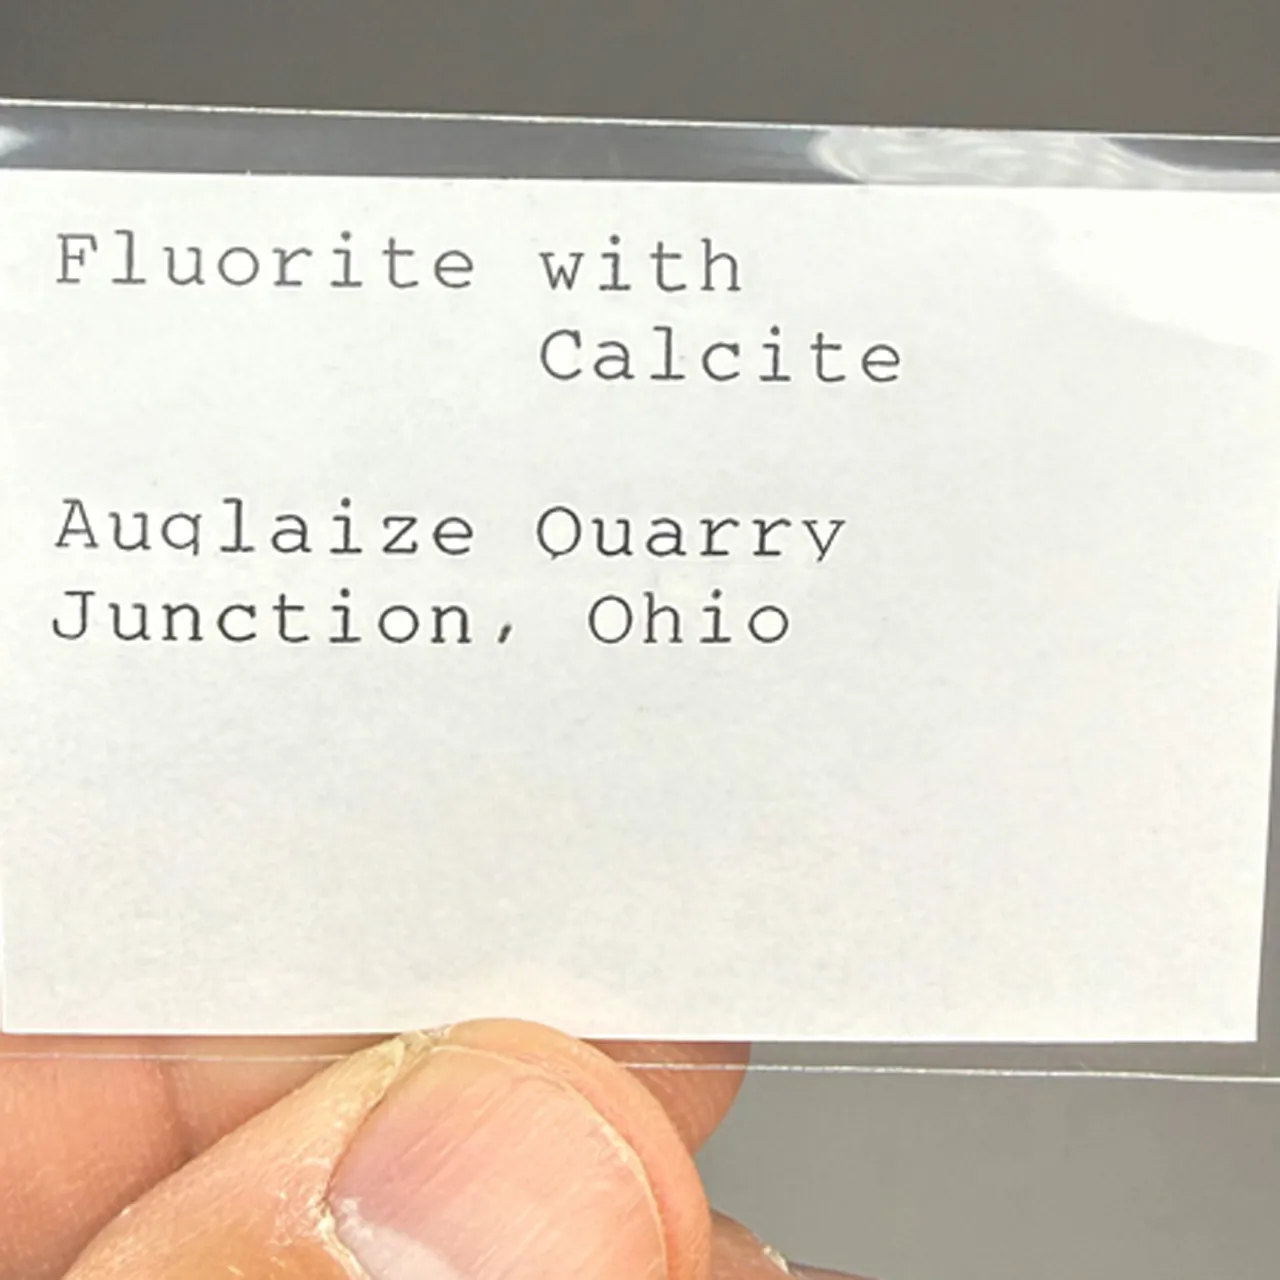 Fluorite with
Calcite
Auglaize Quarry
Junction, Ohio